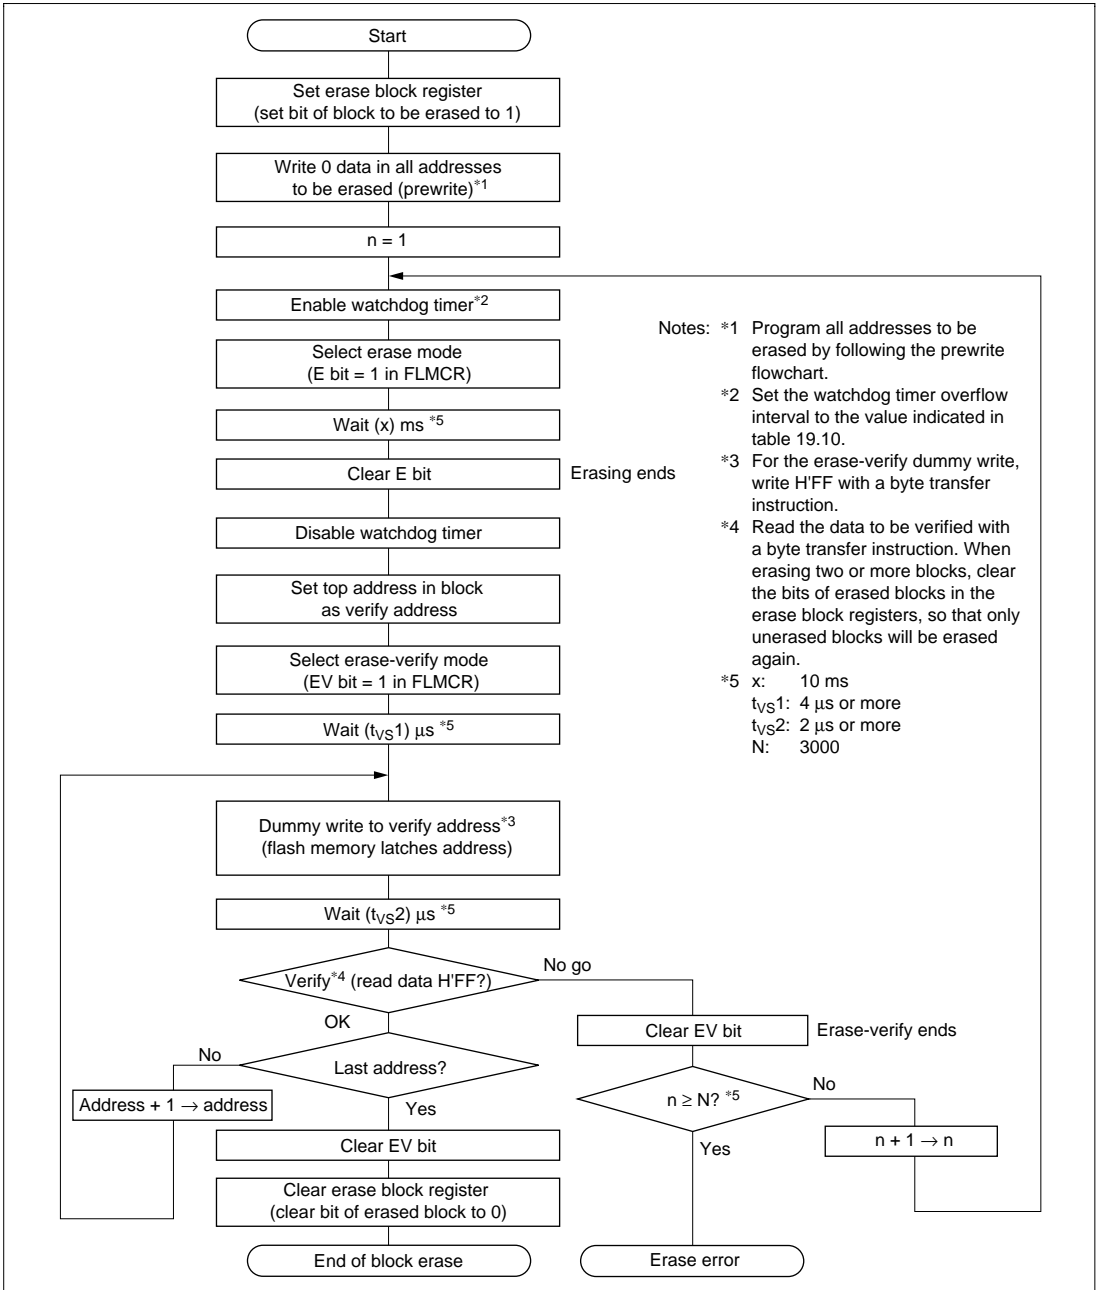 Start
Set erase block register
(set bit of block to be erased to 1)
Write 0 data in all addresses
to be erased (prewrite)*1
n = 1
Enable watchdog timer*2
Select erase mode
(E bit = 1 in FLMCR)
Wait (x) ms *5
Clear E bit
Erasing ends
Disable watchdog timer
Set top address in block
as verify address
Select erase-verify mode
(EV bit = 1 in FLMCR)
Wait (tVS1) μs *5
Dummy write to verify address*3
(flash memory latches address)
Wait (tVS2) μs *5
Verify*4 (read data H'FF?)
No go
OK
Last address?
No
Address + 1 → address
Yes
Clear EV bit
Clear erase block register
(clear bit of erased block to 0)
End of block erase
Clear EV bit
Erase-verify ends
n ≥ N? *5
No
n + 1 → n
Yes
Erase error
Notes: *1 Program all addresses to be
erased by following the prewrite
flowchart.
*2 Set the watchdog timer overflow
interval to the value indicated in
table 19.10.
*3 For the erase-verify dummy write,
write H'FF with a byte transfer
instruction.
*4 Read the data to be verified with
a byte transfer instruction. When
erasing two or more blocks, clear
the bits of erased blocks in the
erase block registers, so that only
unerased blocks will be erased
again.
*5 x: 10 ms
tVS1: 4 μs or more
tVS2: 2 μs or more
N: 3000